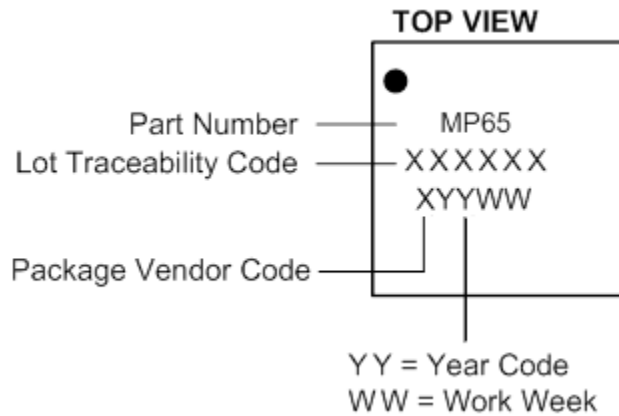 TOP VIEW
Part Number
MP65
Lot Traceability Code
XXXXXX
XYYWW
Package Vendor Code
YY = Year Code
WW = Work Week